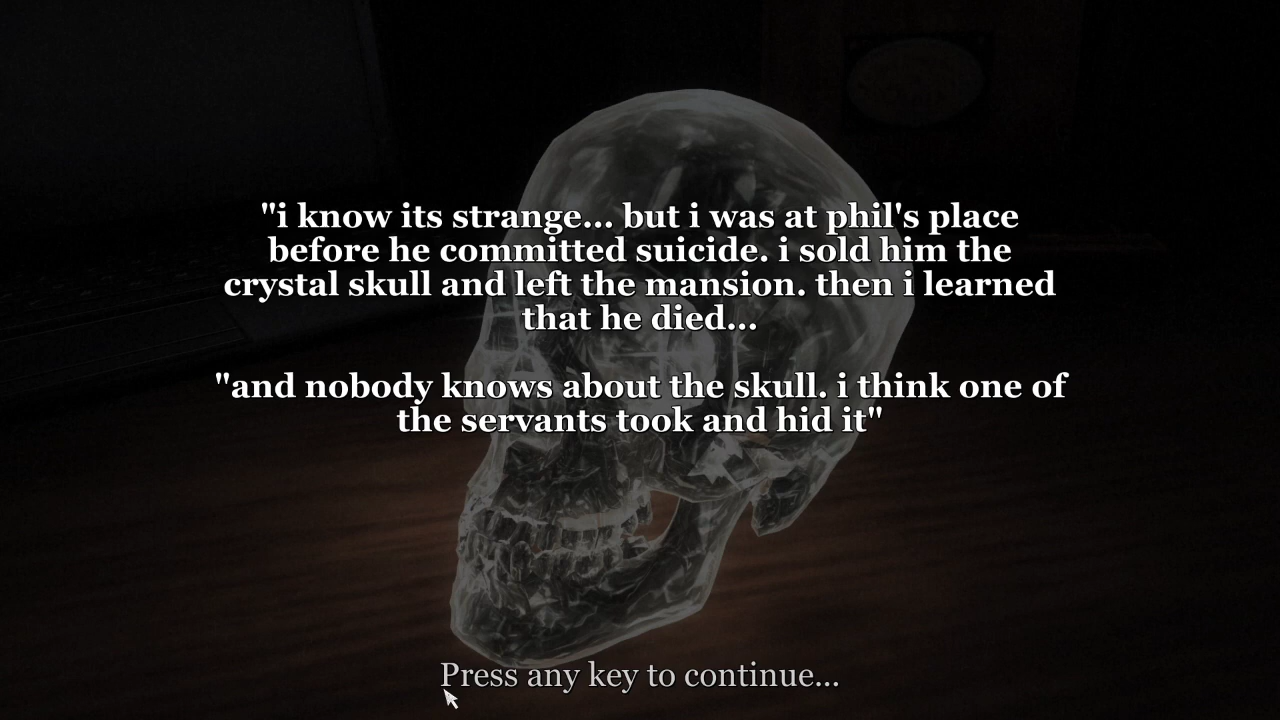 "i know its strange... but i was at phil's place
before he committed suicide. i sold him the
crystal skull and left the mansion. then i learned
that he died...
"and nobody knows about the skull. i think one of
the servants took and hid it"
Press any key to continue...